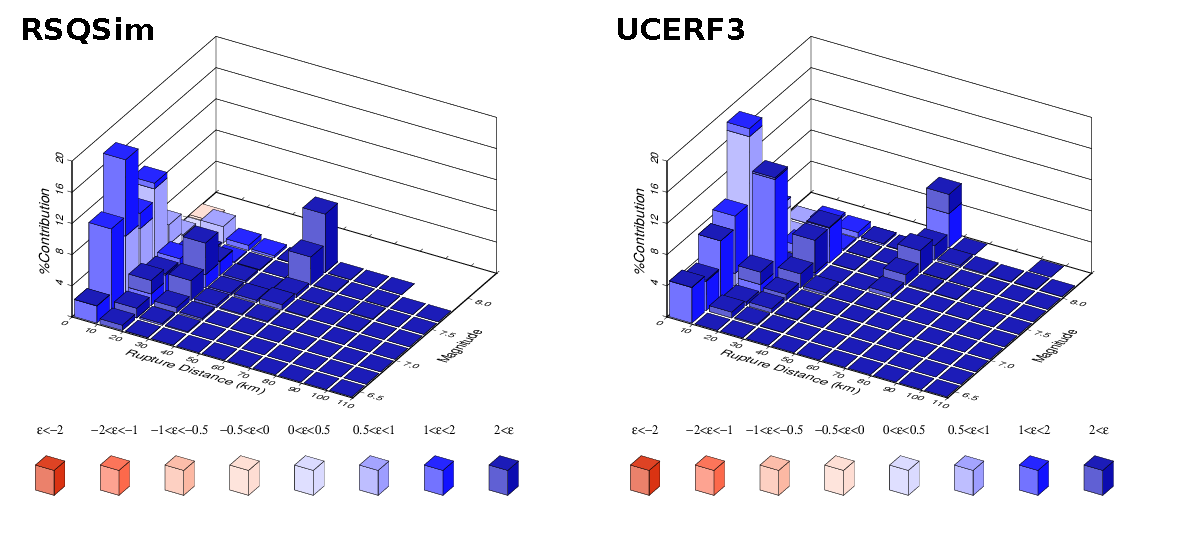 RSQSim
%Contribution
20
16
12
8
4
0
10
20
30
40
50
60
70
80
90
100
110
Rupture Distance (km)
6.5
7.0
7.5
8.0
Magnitude
ε<−2
−2<ε<−1
−1<ε<−0.5
−0.5<ε<0
0<ε<0.5
0.5<ε<1
1<ε<2
2<ε
UCERF3
%Contribution
20
16
12
8
4
0
10
20
30
40
50
60
70
80
90
100
110
Rupture Distance (km)
6.5
7.0
7.5
8.0
Magnitude
ε<−2
−2<ε<−1
−1<ε<−0.5
−0.5<ε<0
0<ε<0.5
0.5<ε<1
1<ε<2
2<ε